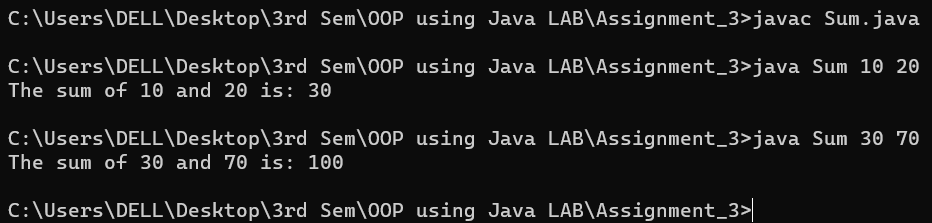 C:\Users\DELL\Desktop\3rd Sem\OOP using Java LAB\Assignment_3>javac Sum.java
C:\Users\DELL\Desktop\3rd Sem\OOP using Java LAB\Assignment_3>java Sum 10 20
The sum of 10 and 20 is: 30
C:\Users\DELL\Desktop\3rd Sem\OOP using Java LAB\Assignment_3>java Sum 30 70
The sum of 30 and 70 is: 100
C:\Users\DELL\Desktop\3rd Sem\OOP using Java LAB\Assignment_3>